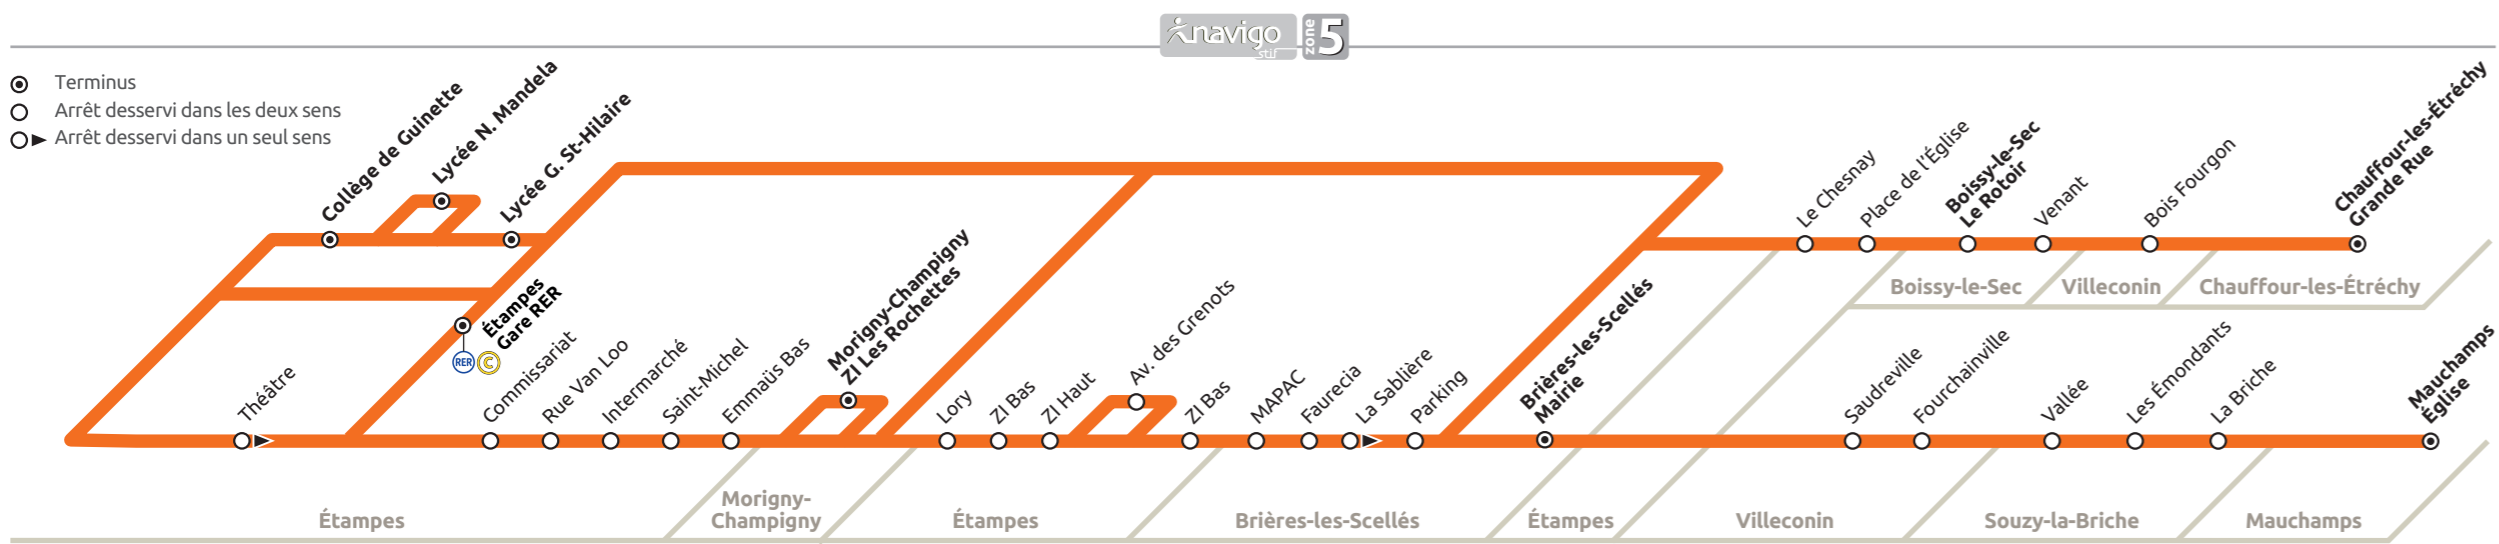 navigo
stif
zone
5
Terminus
Arrêt desservi dans les deux sens
Arrêt desservi dans un seul sens
Collège de Guinette
Lycée N. Mandela
Lycée G. St-Hilaire
Étampes
Gare RER
RER
C
Théâtre
Commissariat
Rue Van Loo
Intermarché
Saint-Michel
Emmaüs Bas
Morigny-Champigny
ZI Les Rochettes
Lory
ZI Bas
ZI Haut
Av. des Grenots
ZI Bas
MAPAC
Faurecia
La Sablière
Parking
Brières-les-Scellés
Mairie
Le Chesnay
Place de l'Église
Boissy-le-Sec
Le Rotoir
Venant
Bois Fourgon
Chauffour-les-Étréchy
Grande Rue
Boissy-le-Sec
Villeconin
Chauffour-les-Étréchy
Saudreville
Fourchainville
Vallée
Les Émondants
La Briche
Mauchamps
Église
Étampes
Morigny-
Champigny
Étampes
Brières-les-Scellés
Étampes
Villeconin
Souzy-la-Briche
Mauchamps